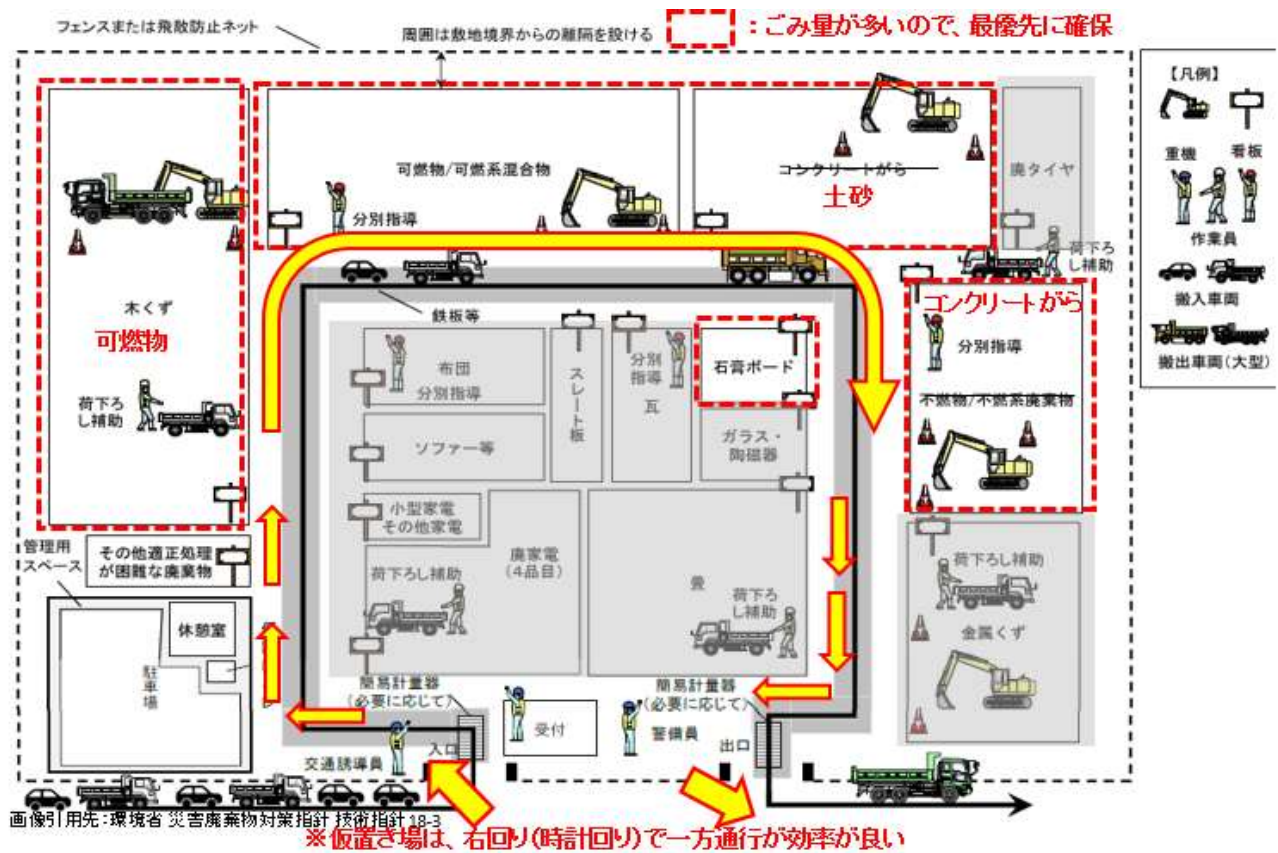 フェンスまたは飛散防止ネット
周囲は敷地境界からの離隔を設ける
：ごみ量が多いので、最優先に確保
【凡例】
重機
看板
作業員
搬入車両
搬出車両(大型)
可燃物/可燃系混合物
分別指導
コンクリートがら
土砂
廃タイヤ
荷下ろ
し補助
木くず
可燃物
荷下ろ
し補助
鉄板等
コンクリートがら
分別指導
不燃物/不燃系廃棄物
布団
分別指導
スレート板
分別
指導
瓦
石膏ボード
ソファー等
ガラス・
陶磁器
小型家電
その他家電
廃家電
(4品目)
荷下ろし補助
畳
荷下ろ
し補助
荷下ろし補助
金属くず
管理用
スペース
その他適正処理
が困難な廃棄物
休憩室
駐車場
簡易計量器
(必要に応じて)
簡易計量器
(必要に応じて)
受付
警備員
入口
出口
交通誘導員
画像引用先：環境省 災害廃棄物対策指針 技術指針 18-3
※仮置き場は、右回り(時計回り)で一方通行が効率が良い